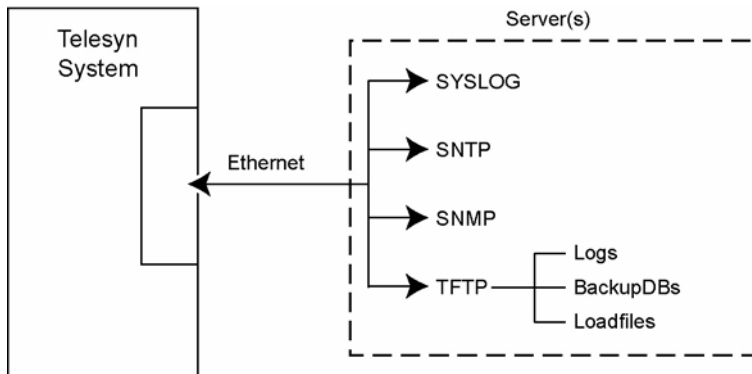 Server(s)
Telesyn
System
SYSLOG
SNTP
Ethernet
SNMP
TFTP
Logs
BackupDBs
Loadfiles